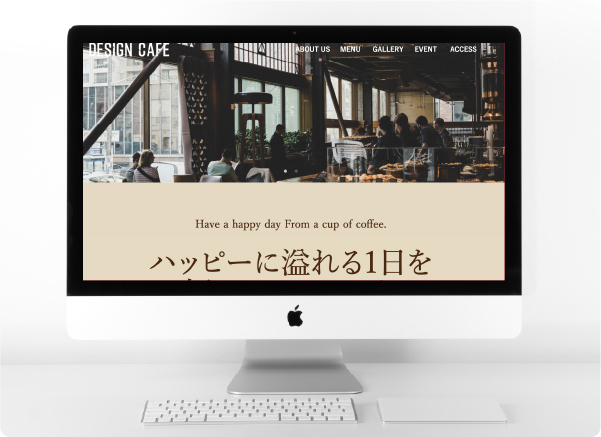 DESIGN CAFE
ABOUT US MENU GALLERY EVENT ACCESS
Have a happy day From a cup of coffee.
ハッピーに溢れる1日を